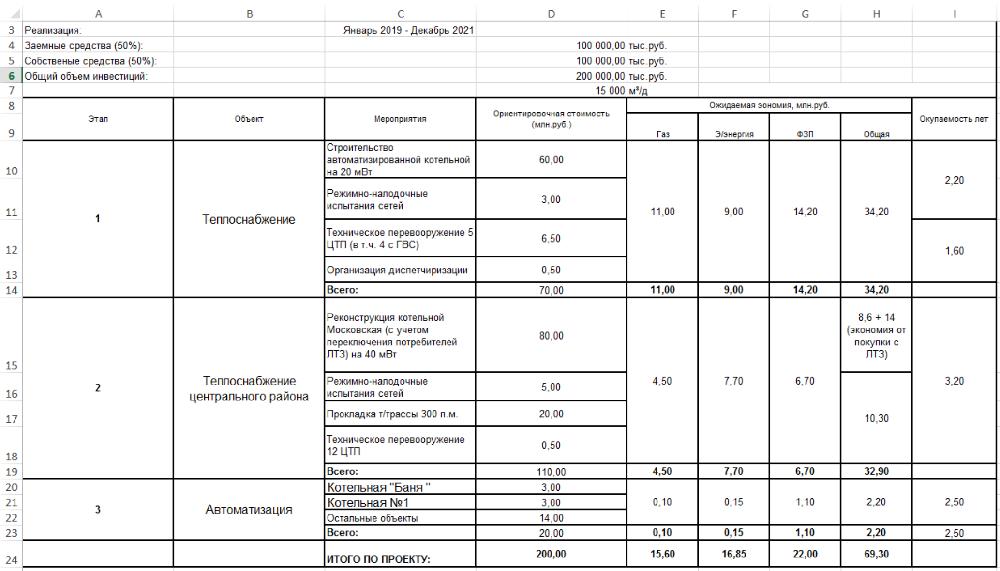 A B C D E F G H I
3 Реализация: Январь 2019 - Декабрь 2021
4 Заемные средства (50%): 100 000,00 тыс.руб.
5 Собственые средства (50%): 100 000,00 тыс.руб.
6 Общий объем инвестиций: 200 000,00 тыс.руб.
7 15 000 м³/д
8 Ожидаемая эономия, млн.руб.
Этап Объект Мероприятия Ориентировочная стоимость
(млн.руб.) Окупаемость лет
9 Газ Э/энергия ФЗП Общая
Строительство
автоматизированной котельной
на 20 мВт
10 60,00
2,20
Режимно-налодочные
испытания сетей
11 3,00
1 Теплоснабжение 11,00 9,00 14,20 34,20
Техническое перевооружение 5
ЦТП (в т.ч. 4 с ГВС)
12 6,50
1,60
13 Организация диспетчиризации 0,50
14 Всего: 70,00 11,00 9,00 14,20 34,20
Реконструкция котельной
Московская (с учетом
переключения потребителей
ЛТЗ) на 40 мВт
15 80,00
8,6 + 14
(экономия от
покупки с
ЛТЗ)
2 Теплоснабжение
центрального района
Режимно-налодочные
испытания сетей
16 5,00 4,50 7,70 6,70 3,20
17 Прокладка т/трассы 300 п.м. 20,00 10,30
Техническое перевооружение
12 ЦТП
18 0,50
19 Всего: 110,00 4,50 7,70 6,70 32,90
20 Котельная "Баня " 3,00
21 Котельная №1 3,00 0,10 0,15 1,10 2,20 2,50
3 Автоматизация
22 Остальные объекты 14,00
23 Всего: 20,00 0,10 0,15 1,10 2,20 2,50
24 ИТОГО ПО ПРОЕКТУ: 200,00 15,60 16,85 22,00 69,30